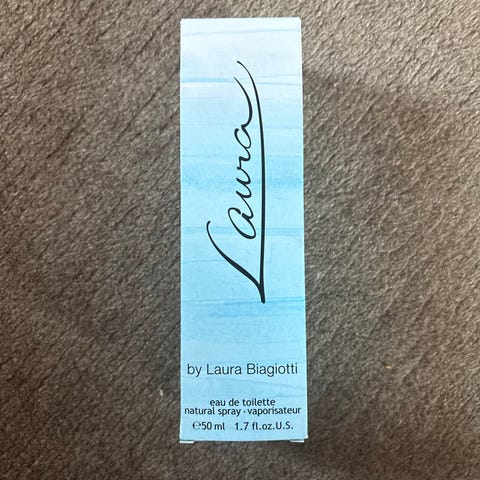 Laura
by Laura Biagiotti
eau de toilette
natural spray · vaporisateur
℮50 ml 1.7 fl.oz.U.S.